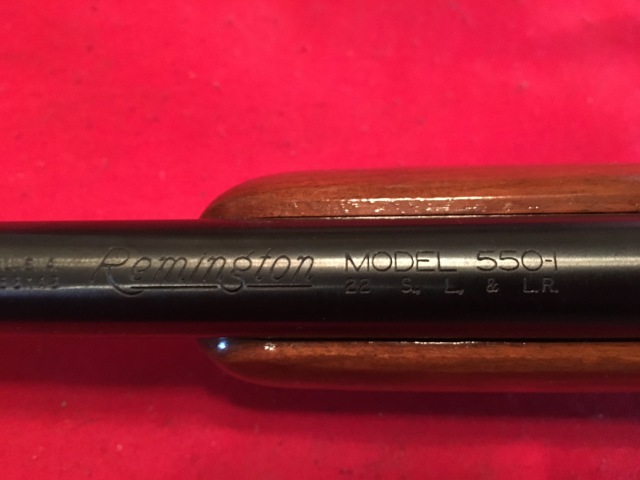 Remington MODEL 550-1
22 S., L., & L.R.